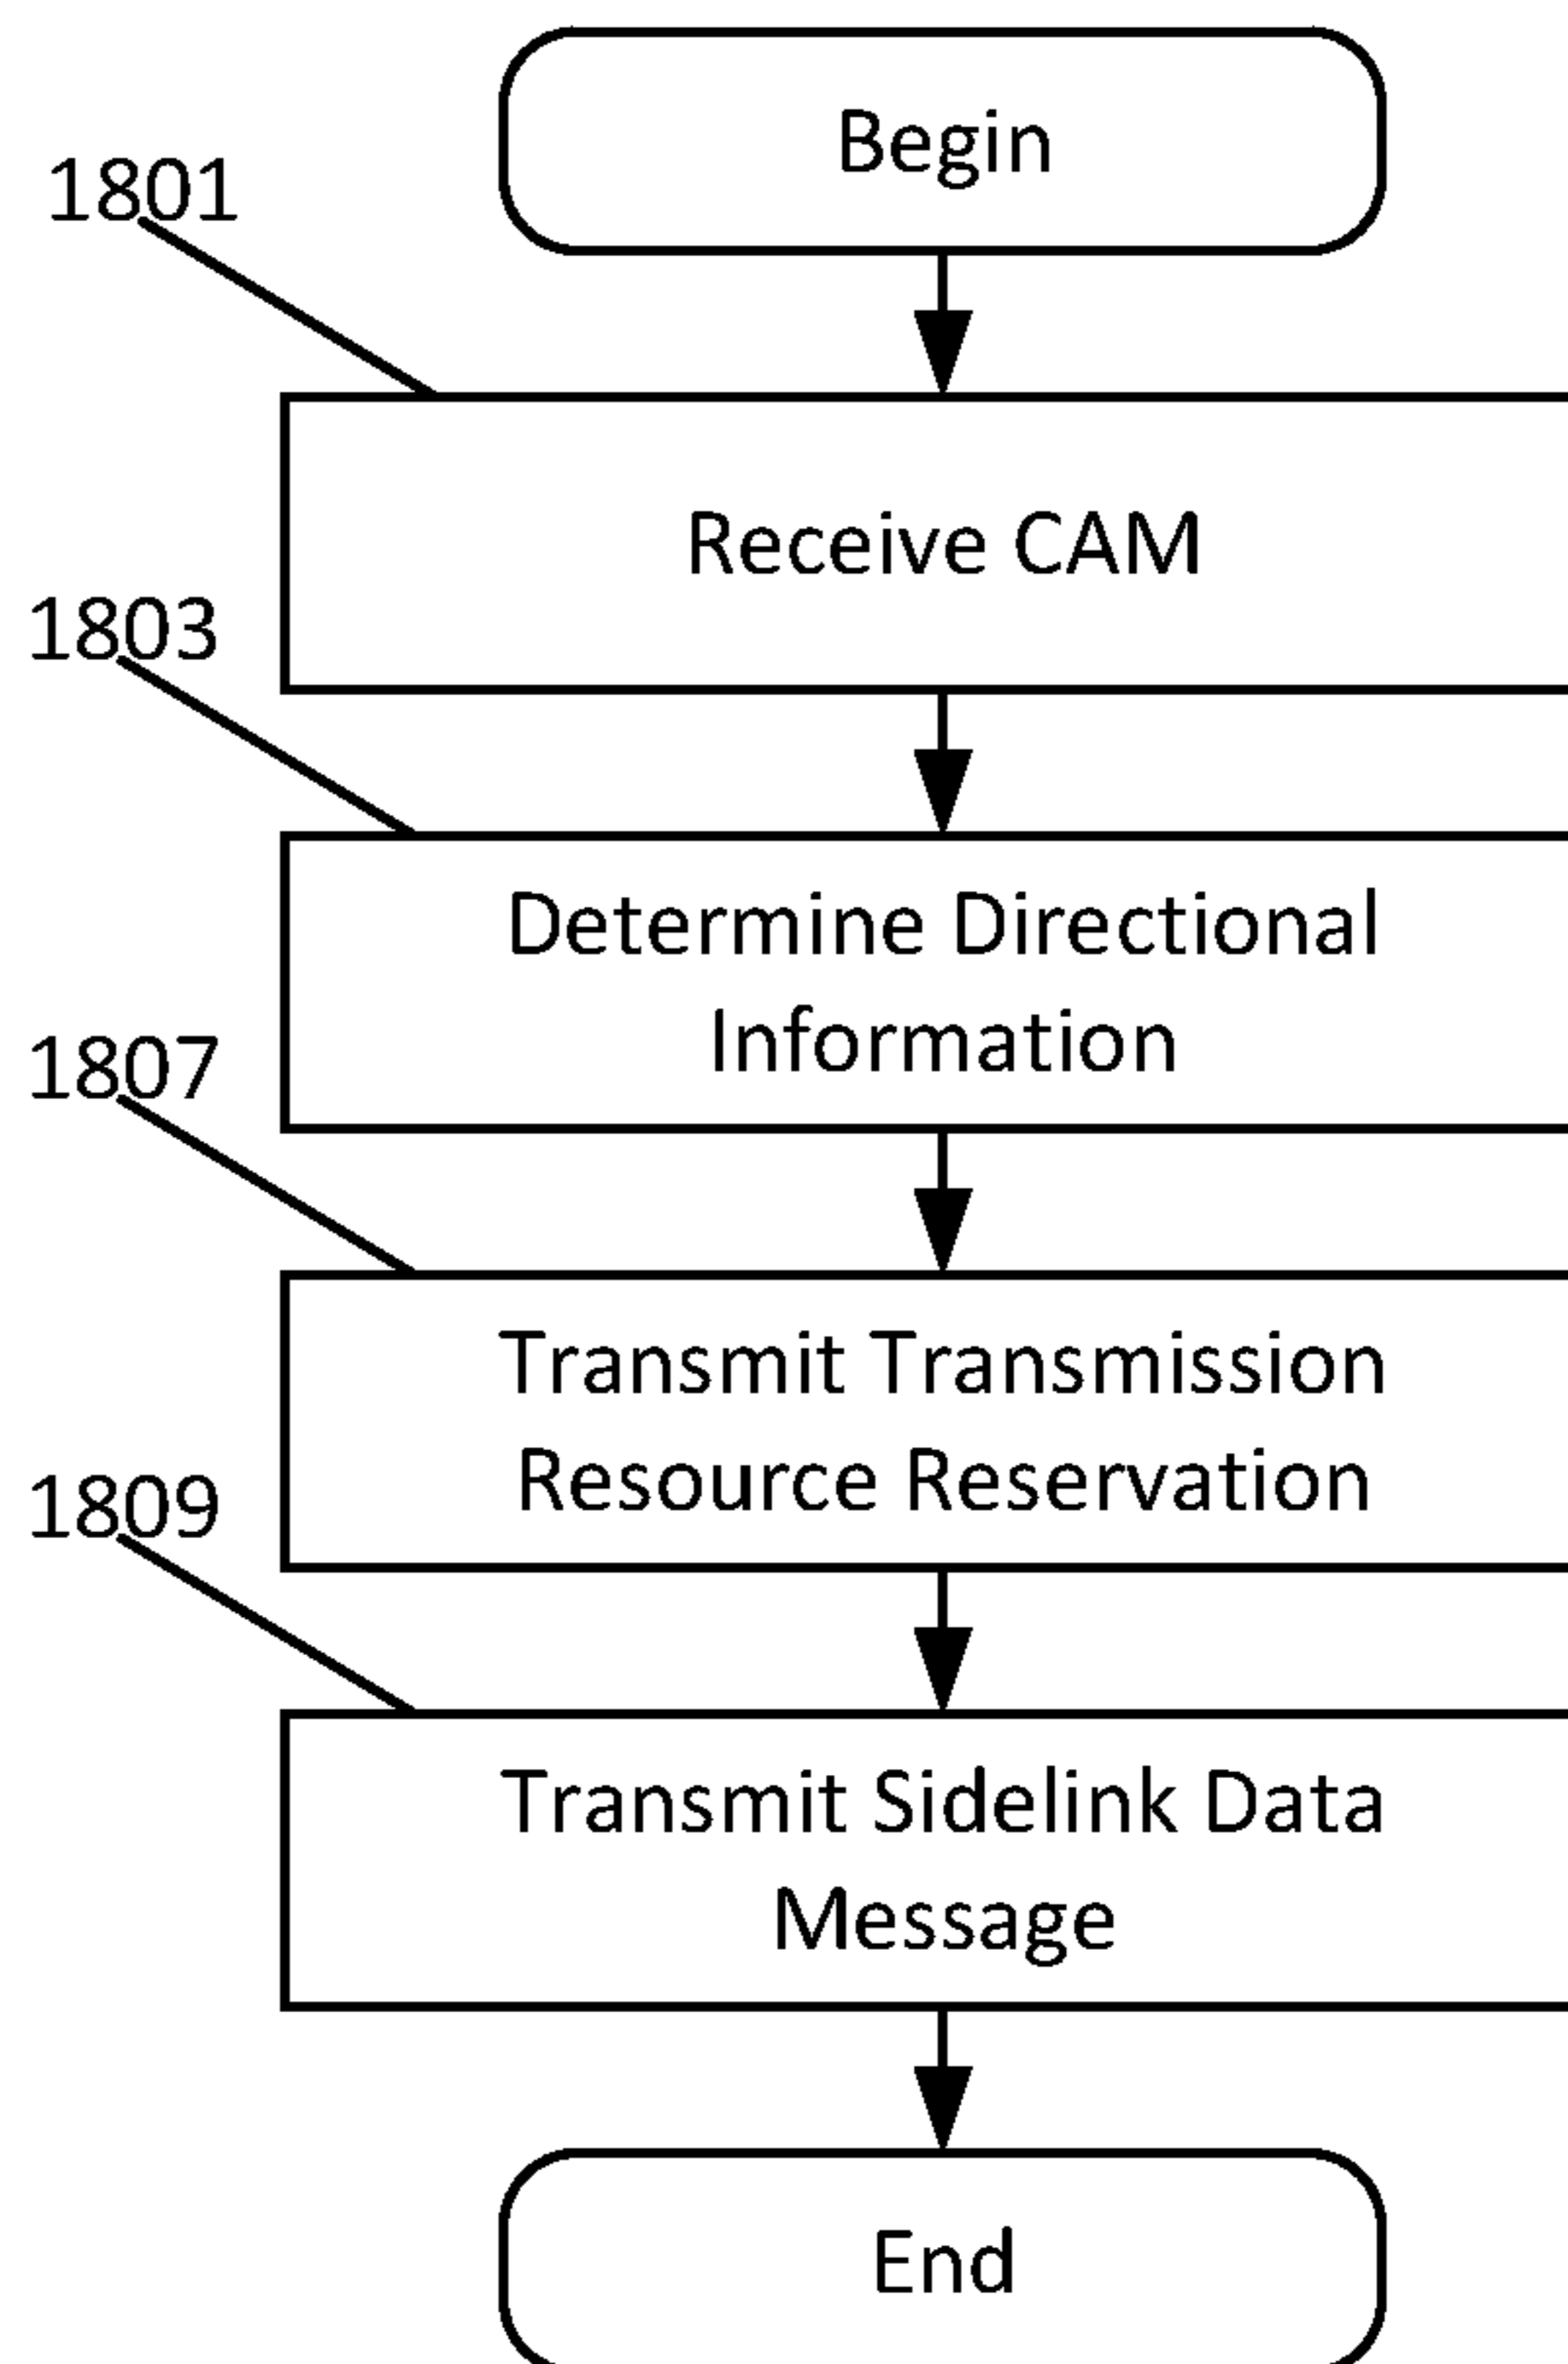 Begin
1801
Receive CAM
1803
Determine Directional
Information
1807
Transmit Transmission
Resource Reservation
1809
Transmit Sidelink Data
Message
End